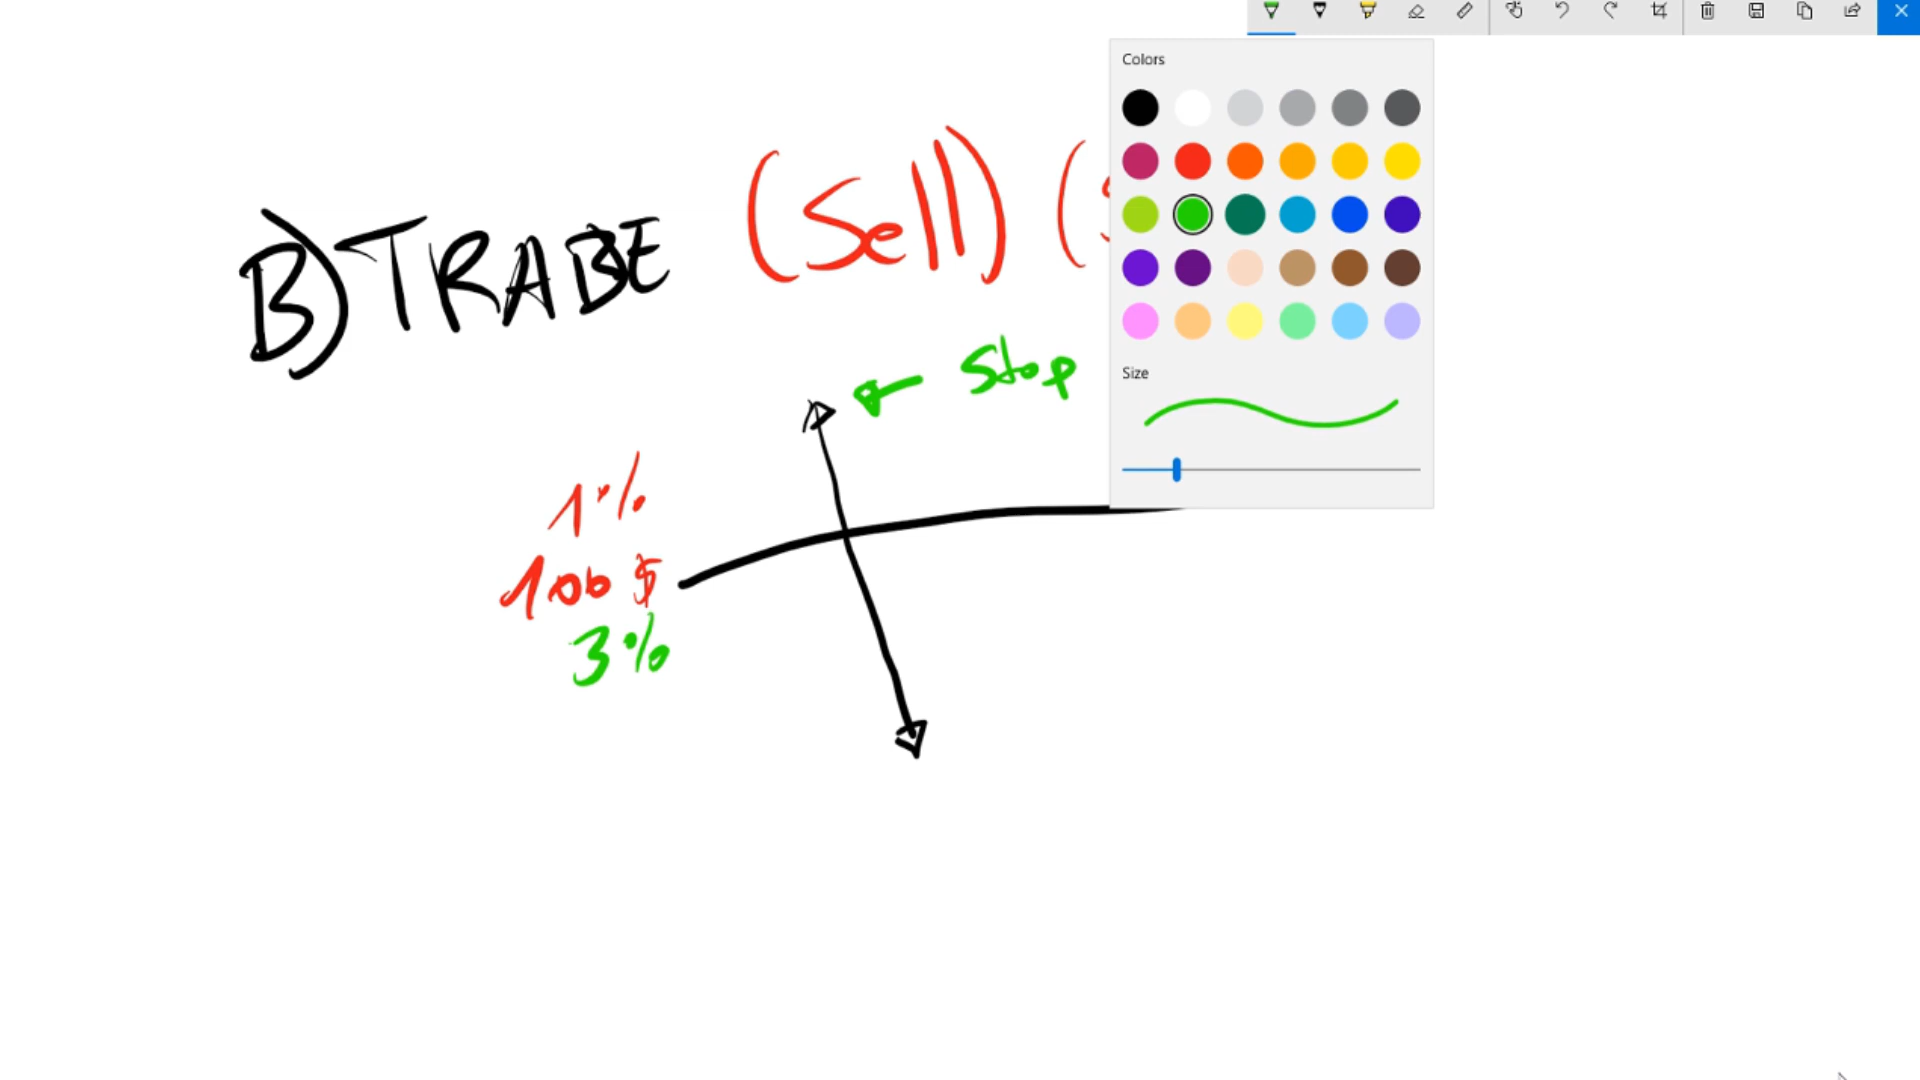 Colors
B) TRADE (Sell) (S
Stop
Size
1%
100 $
3%